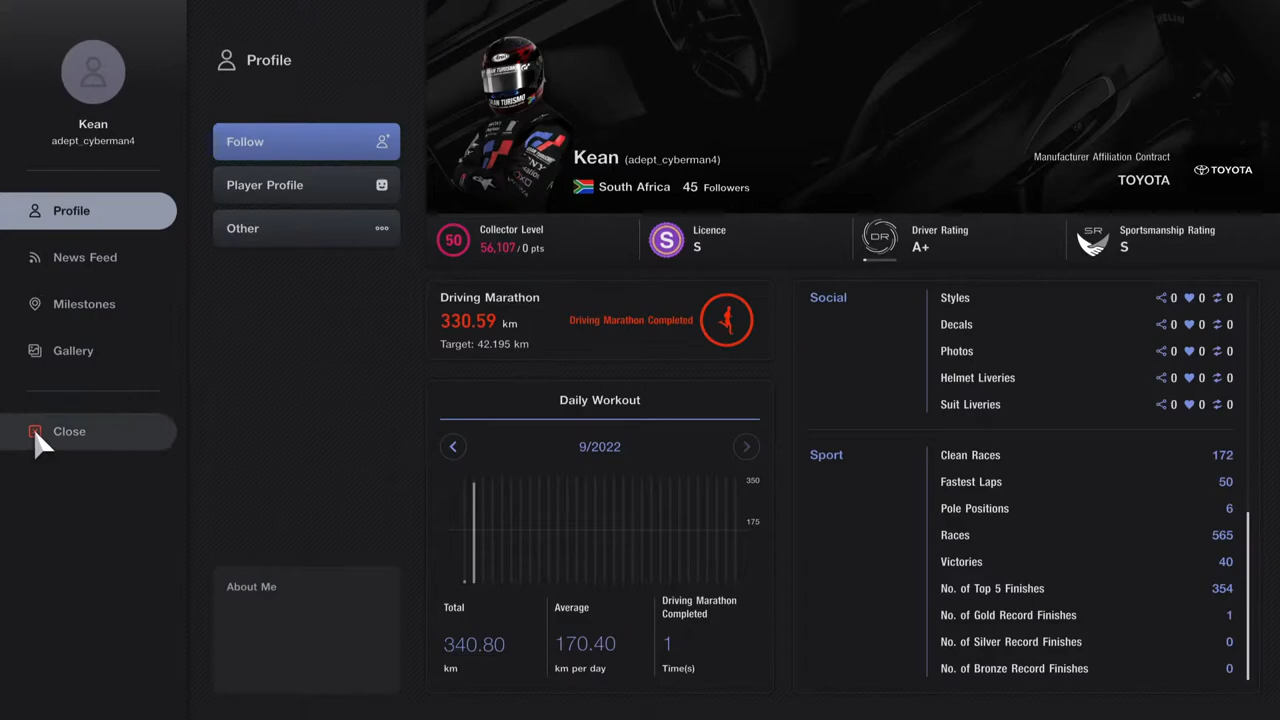 Kean
adept_cyberman4
Profile
News Feed
Milestones
Gallery
Close
Profile
Follow
Player Profile
Other
About Me
GRAN TURISMO
Kean (adept_cyberman4)
South Africa 45 Followers
Manufacturer Affiliation Contract
TOYOTA
TOYOTA
50
Collector Level
56,107/0 pts
S
Licence
S
DR
Driver Rating
A+
SR
Sportsmanship Rating
S
Driving Marathon
330.59 km
Target: 42.195 km
Driving Marathon Completed
Daily Workout
9/2022
350
175
Total
340.80
km
Average
170.40
km per day
Driving Marathon
Completed
1
Time(s)
Social
Styles 0 0 0
Decals 0 0 0
Photos 0 0 0
Helmet Liveries 0 0 0
Suit Liveries 0 0 0
Sport
Clean Races 172
Fastest Laps 50
Pole Positions 6
Races 565
Victories 40
No. of Top 5 Finishes 354
No. of Gold Record Finishes 1
No. of Silver Record Finishes 0
No. of Bronze Record Finishes 0